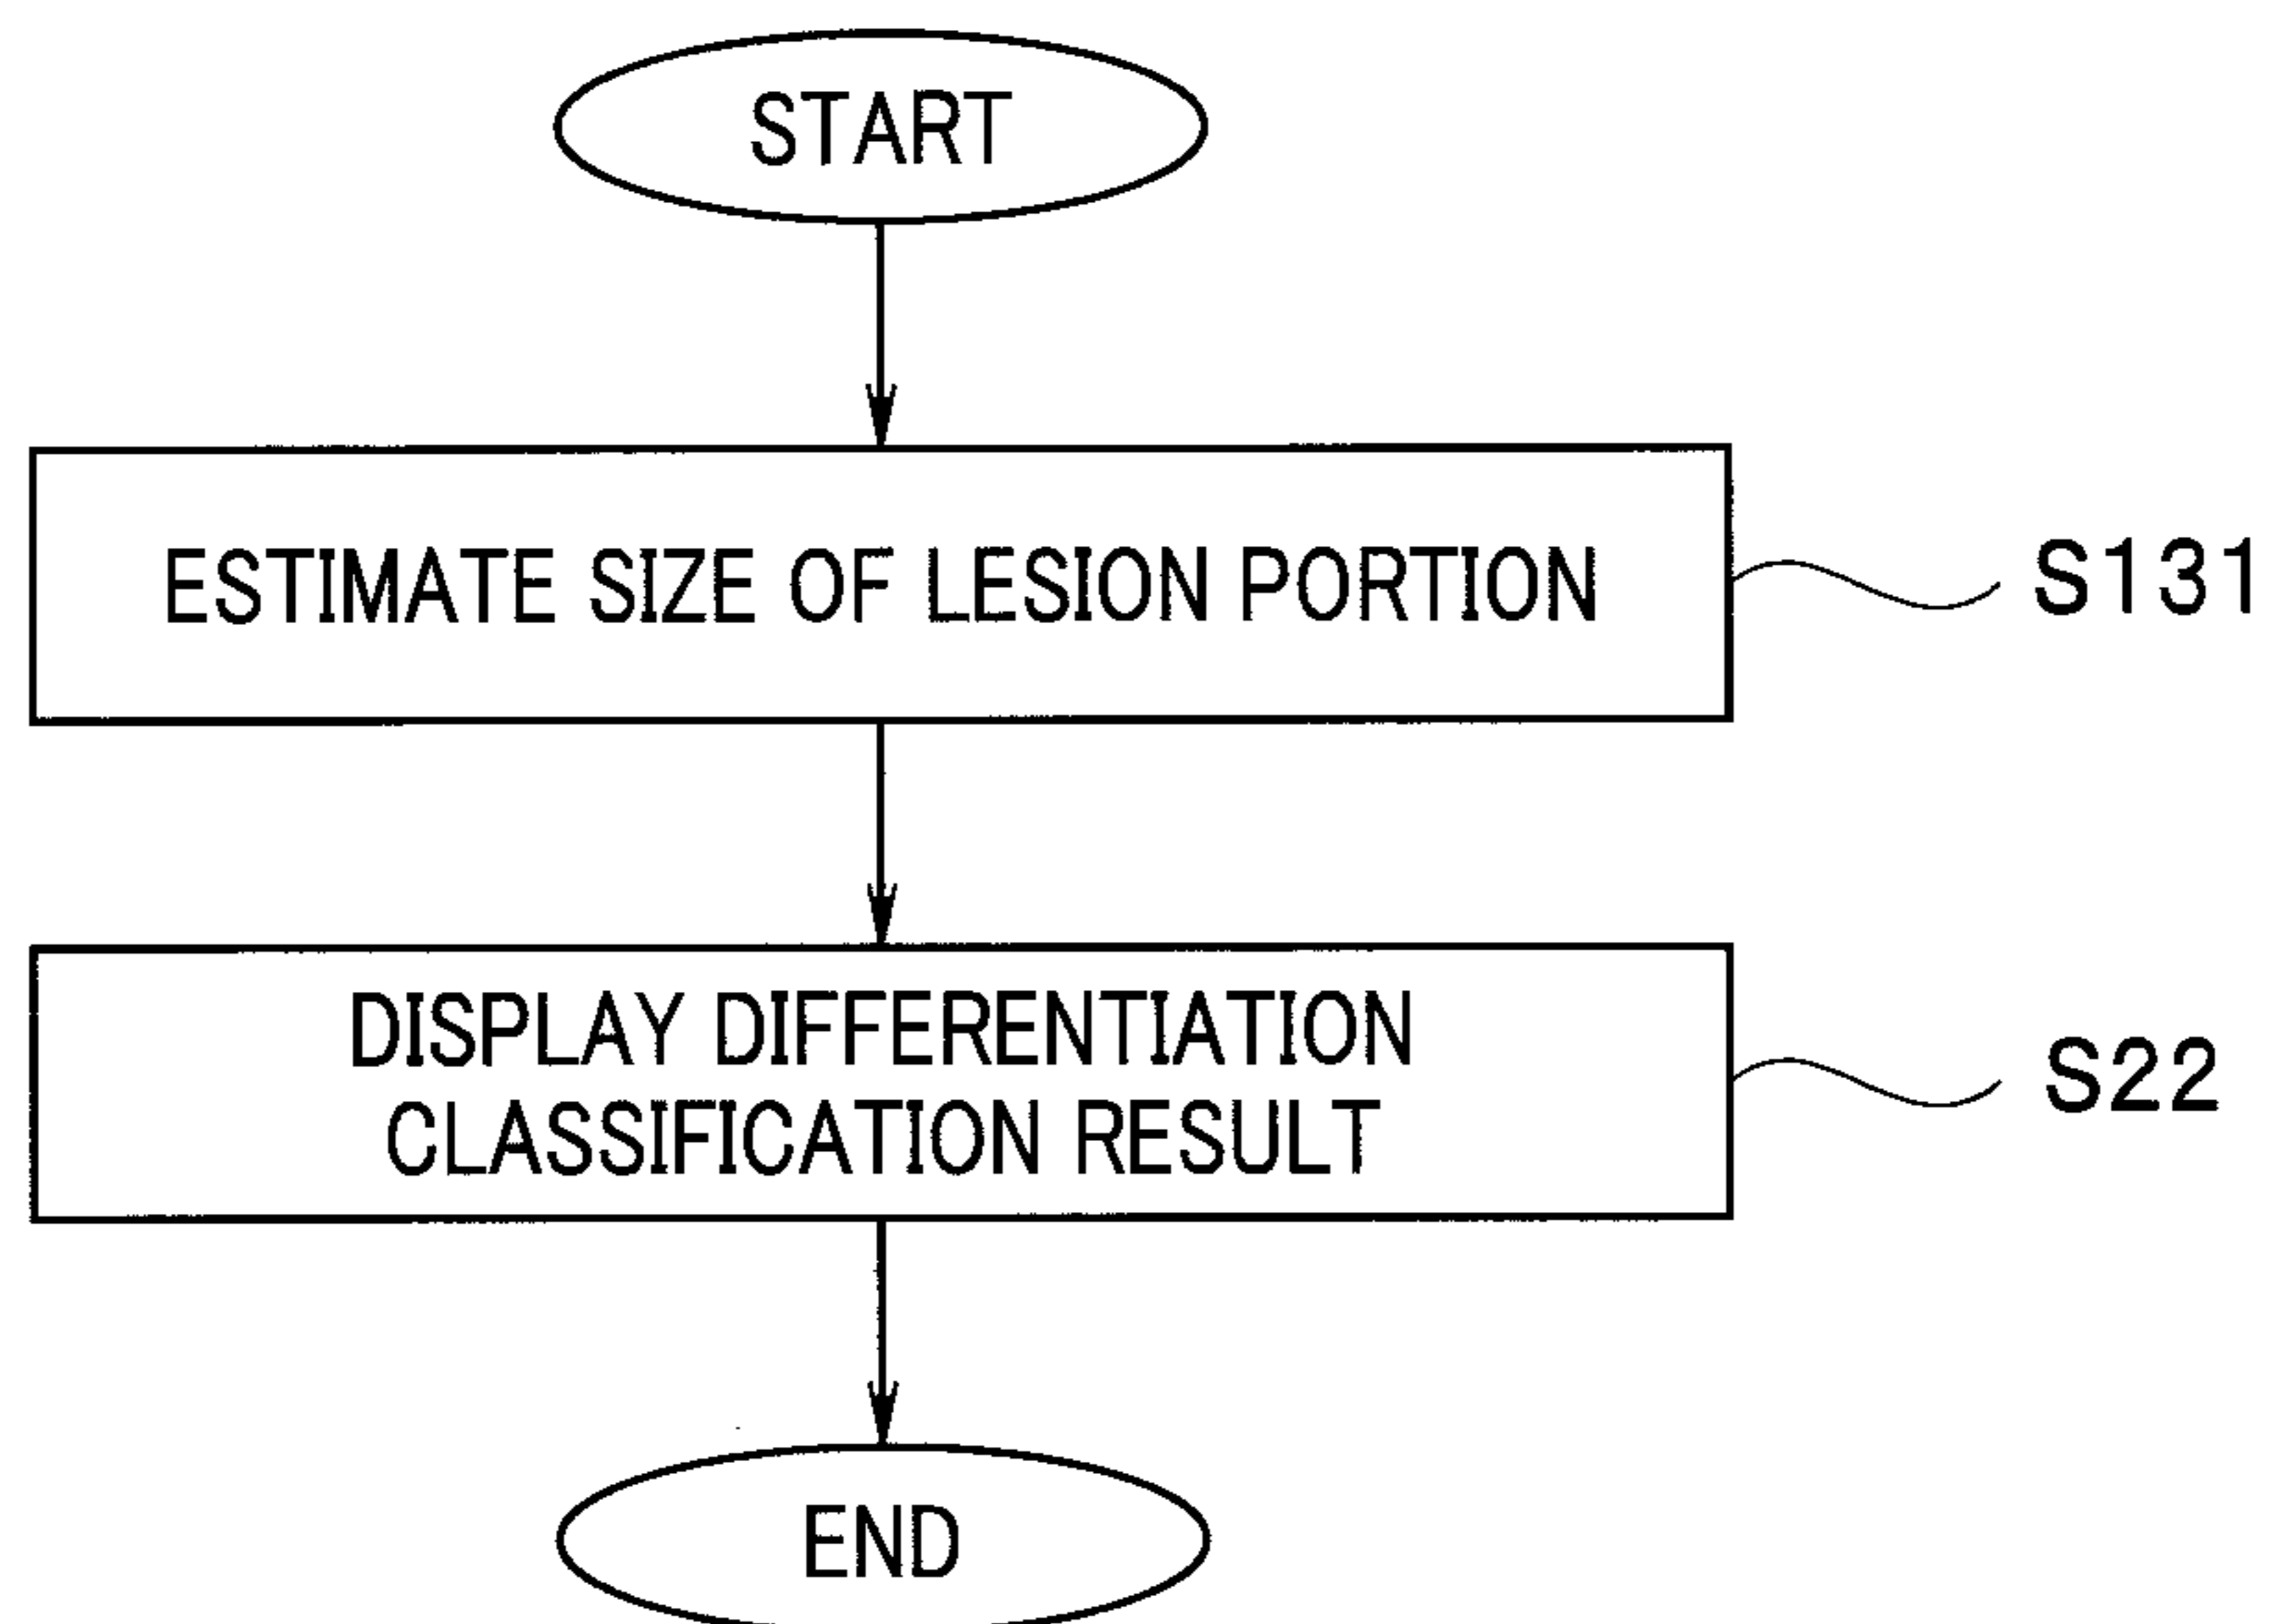 START
ESTIMATE SIZE OF LESION PORTION
S131
DISPLAY DIFFERENTIATION
CLASSIFICATION RESULT
S22
END